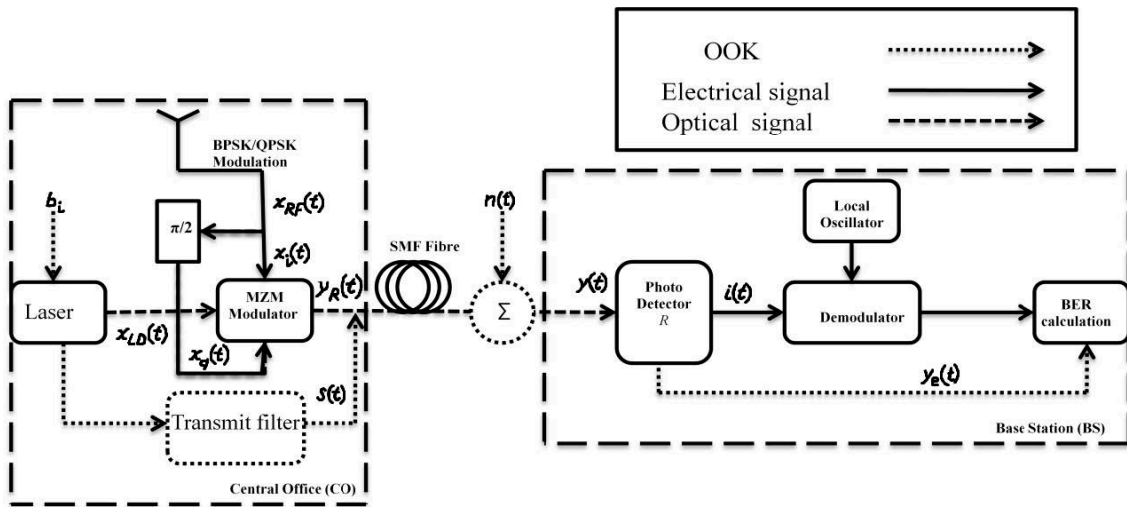 OOK
Electrical signal
Optical signal
BPSK/QPSK
Modulation
x_RF(t)
b_i
π/2
x_i(t)
n(t)
SMF Fibre
Local
Oscillator
Laser
x_LD(t)
MZM
Modulator
y_R(t)
Σ
y(t)
Photo
Detector
R
i(t)
Demodulator
BER
calculation
x_q(t)
S(t)
y_e(t)
Transmit filter
Base Station (BS)
Central Office (CO)